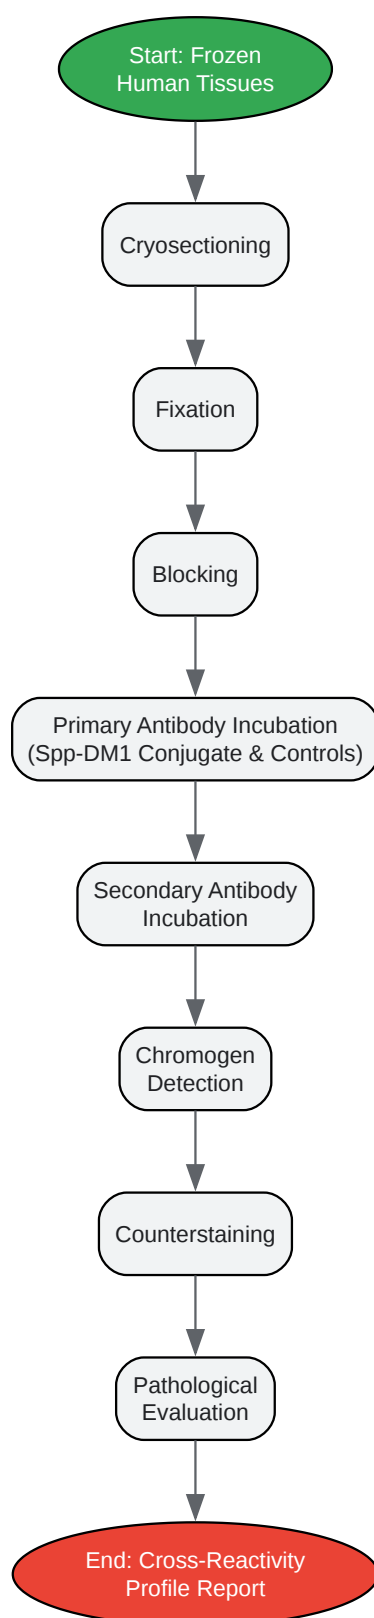 Start: Frozen
Human Tissues
Cryosectioning
Fixation
Blocking
Primary Antibody Incubation
(Spp-DM1 Conjugate & Controls)
Secondary Antibody
Incubation
Chromogen
Detection
Counterstaining
Pathological
Evaluation
End: Cross-Reactivity
Profile Report